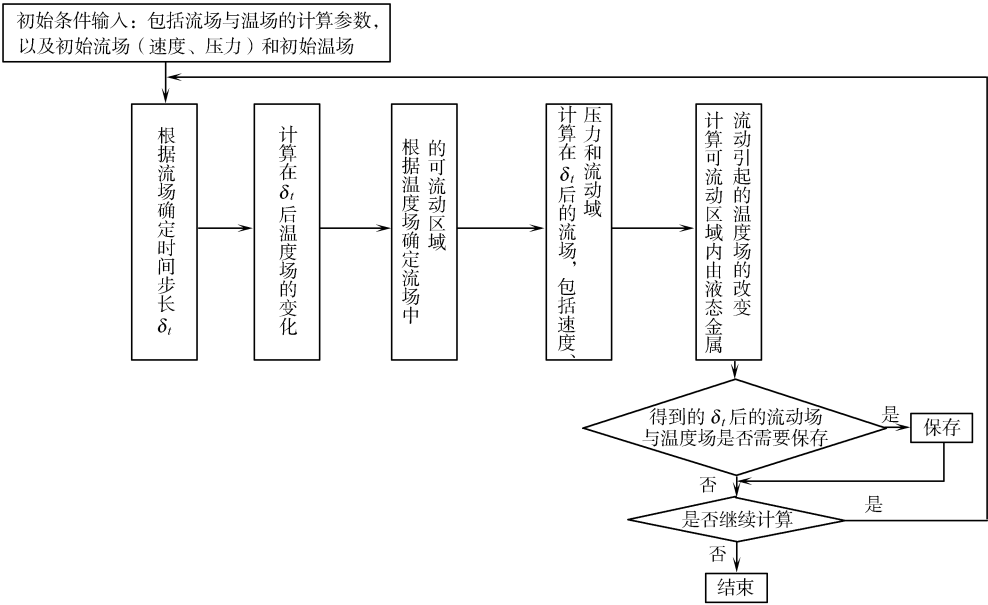 初始条件输入：包括流场与温场的计算参数，
以及初始流场（速度、压力）和初始温场
根据流场确定时间步长δt
计算在δt后温度场的变化
根据温度场确定流场中
的可流动区域
计算在δt后的流场，包括速度、
压力和流动域
计算可流动区域内由液态金属
流动引起的温度场的改变
得到的δt后的流动场
与温度场是否需要保存
是
保存
否
是否继续计算
是
否
结束